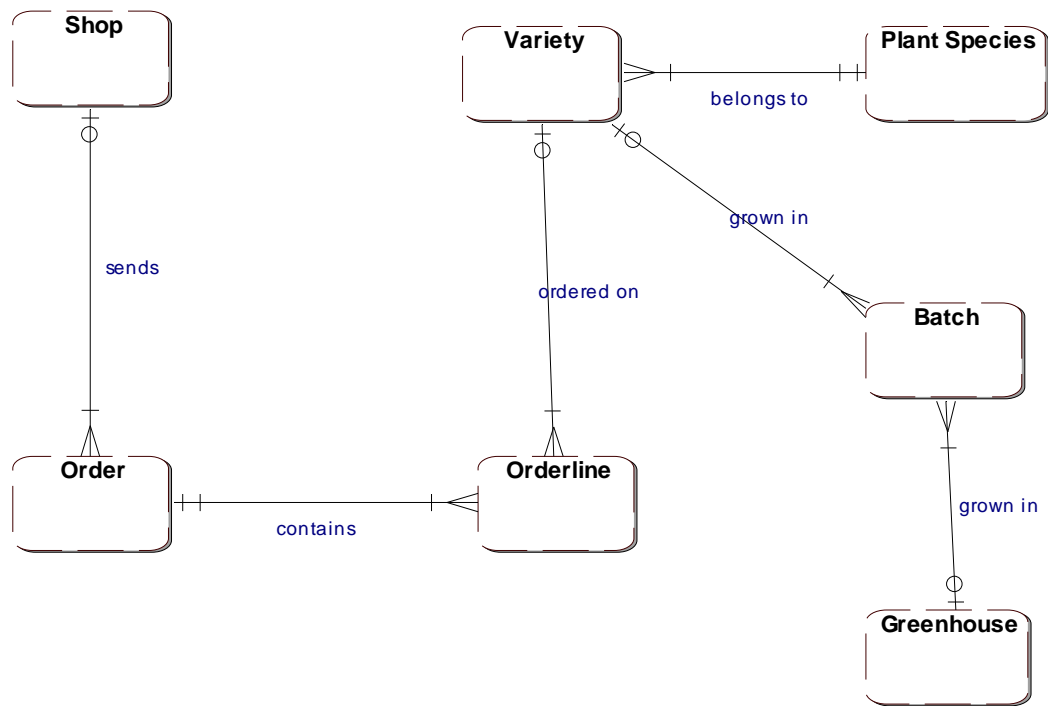 Shop
Variety
Plant Species
belongs to
grown in
sends
ordered on
Batch
Order
Orderline
contains
grown in
Greenhouse